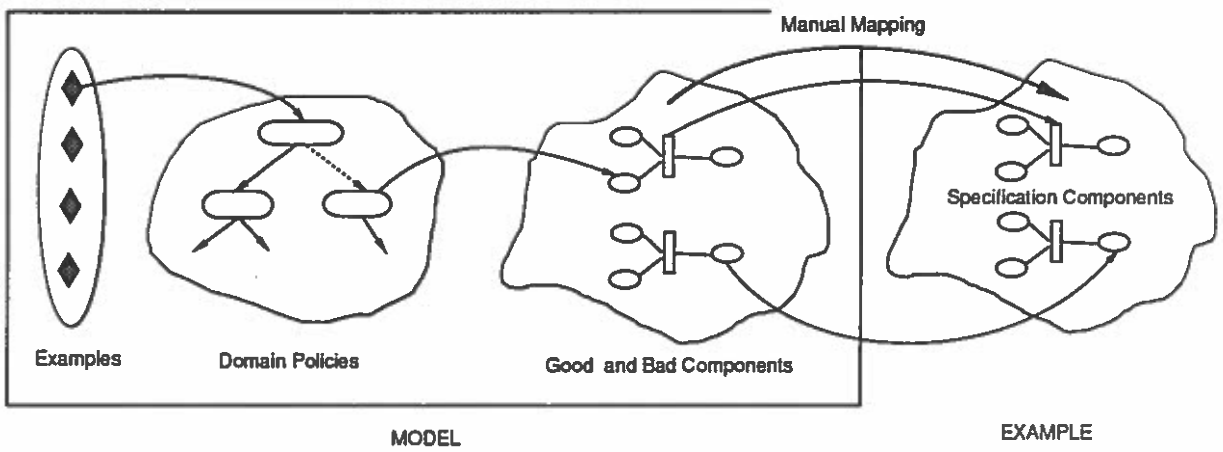 Manual Mapping
Specification Components
Examples
Domain Policies
Good and Bad Components
MODEL
EXAMPLE